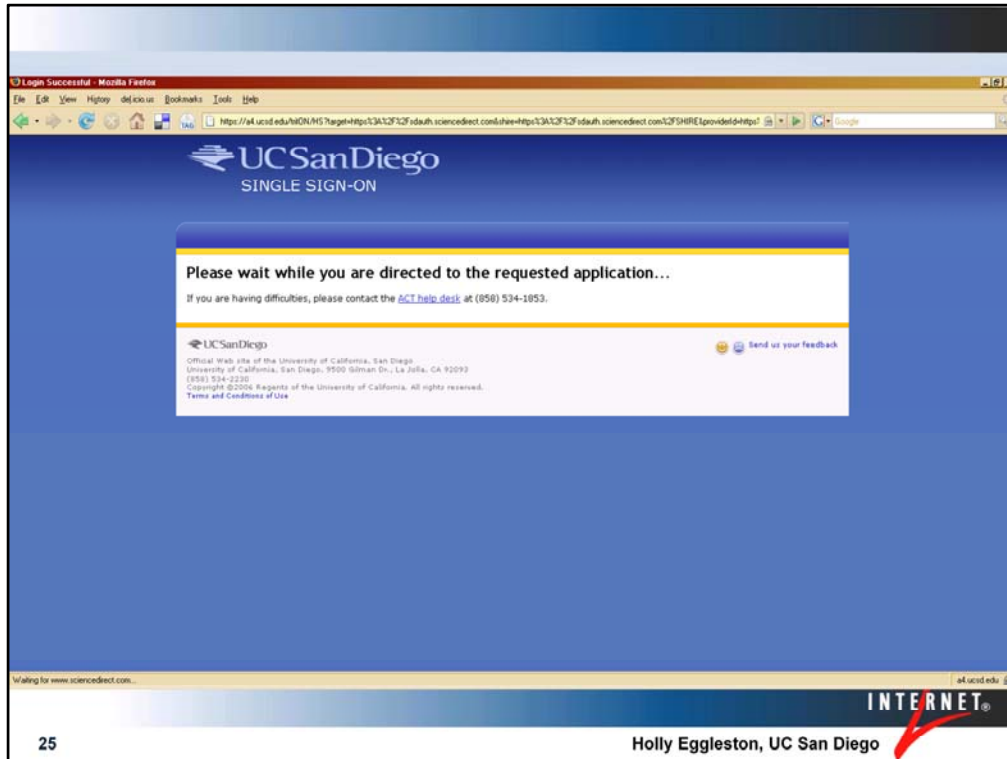 Login Successful - Mozilla Firefox
File Edit View History del.icio.us Bookmarks Tools Help
TAG
Google
UCSanDiego
SINGLE SIGN-ON
Please wait while you are directed to the requested application...
If you are having difficulties, please contact the ACT help desk at (858) 534-1853.
UCSanDiego
Send us your feedback
Official Web site of the University of California, San Diego
University of California, San Diego, 9500 Gilman Dr., La Jolla, CA 92093
(858) 534-2230
Copyright ©2006 Regents of the University of California. All rights reserved.
Terms and Conditions of Use
Waiting for www.sciencedirect.com...
a4.ucsd.edu
INTERNET®
25
Holly Eggleston, UC San Diego